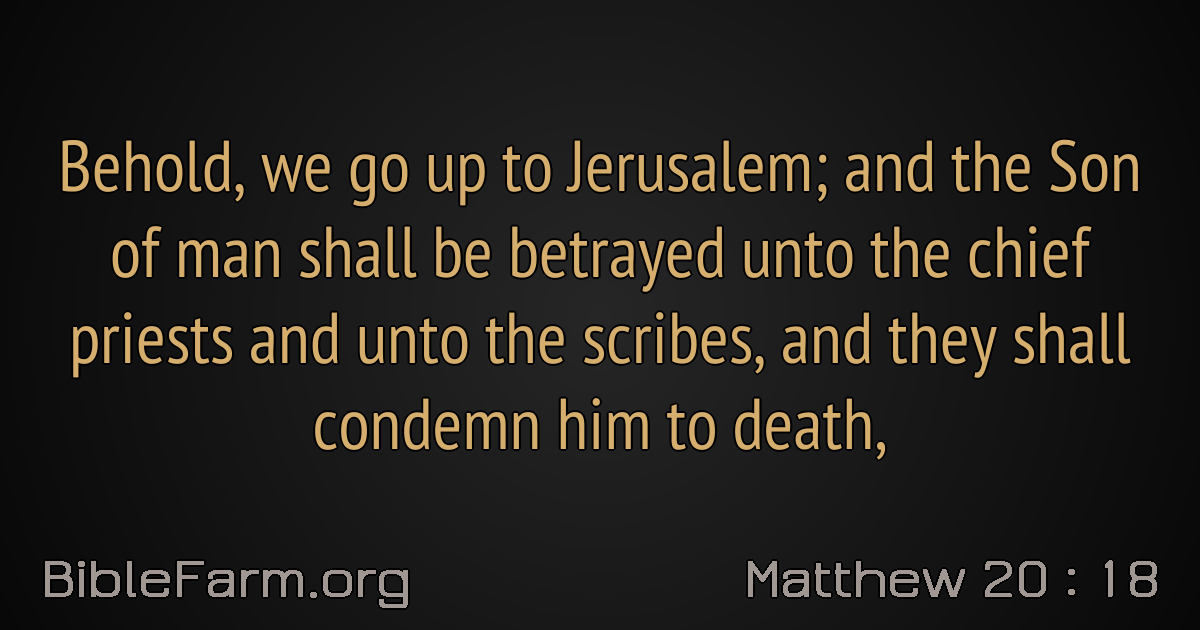 Behold, we go up to Jerusalem; and the Son
of man shall be betrayed unto the chief
priests and unto the scribes, and they shall
condemn him to death,
BibleFarm.org
Matthew 20 : 18